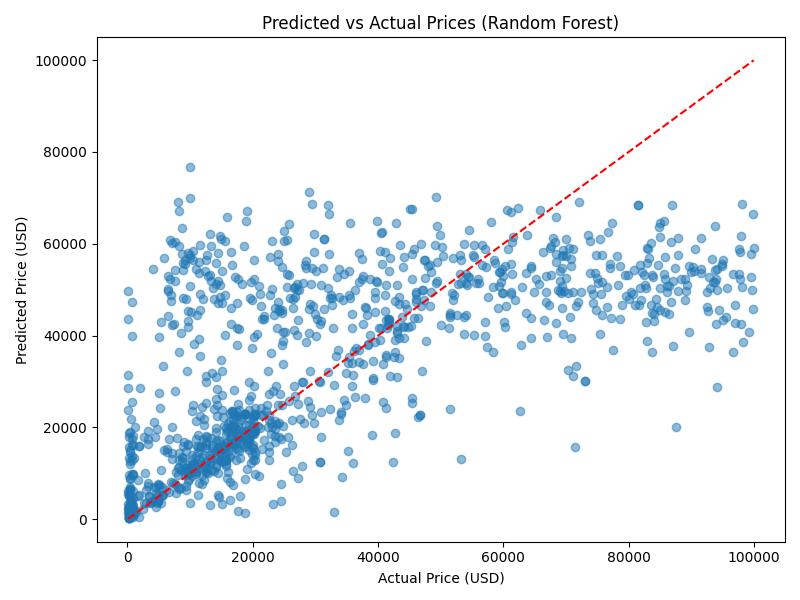 Predicted vs Actual Prices (Random Forest)
Predicted Price (USD)
100000
80000
60000
40000
20000
0
0 20000 40000 60000 80000 100000
Actual Price (USD)